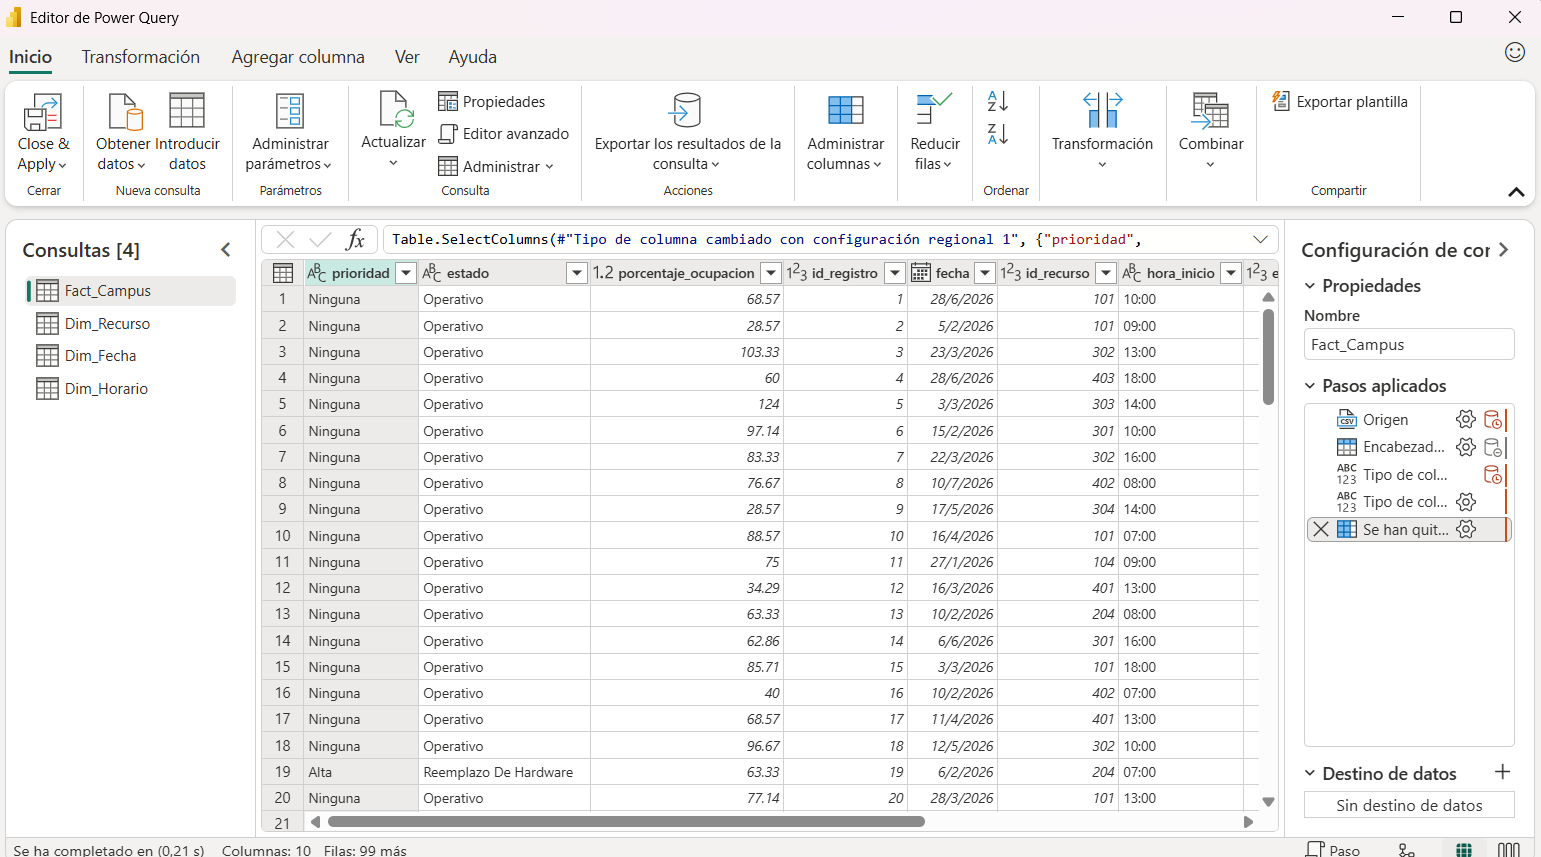 Editor de Power Query
Inicio Transformación Agregar columna Ver Ayuda
Close & Apply
Cerrar
Obtener datos
Introducir datos
Nueva consulta
Administrar parámetros
Parámetros
Actualizar
Propiedades
Editor avanzado
Administrar
Consulta
Exportar los resultados de la consulta
Acciones
Administrar columnas
Reducir filas
Ordenar
Transformación
Combinar
Exportar plantilla
Compartir
Consultas [4]
Fact_Campus
Dim_Recurso
Dim_Fecha
Dim_Horario
fx Table.SelectColumns(#"Tipo de columna cambiado con configuración regional 1", {"prioridad",
ABC prioridad ABC estado 1.2 porcentaje_ocupacion 123 id_registro fecha 123 id_recurso ABC hora_inicio 123 e
1 Ninguna Operativo 68.57 1 28/6/2026 101 10:00
2 Ninguna Operativo 28.57 2 5/2/2026 101 09:00
3 Ninguna Operativo 103.33 3 23/3/2026 302 13:00
4 Ninguna Operativo 60 4 28/6/2026 403 18:00
5 Ninguna Operativo 124 5 3/3/2026 303 14:00
6 Ninguna Operativo 97.14 6 15/2/2026 301 10:00
7 Ninguna Operativo 83.33 7 22/3/2026 302 16:00
8 Ninguna Operativo 76.67 8 10/7/2026 402 08:00
9 Ninguna Operativo 28.57 9 17/5/2026 304 14:00
10 Ninguna Operativo 88.57 10 16/4/2026 101 07:00
11 Ninguna Operativo 75 11 27/1/2026 104 09:00
12 Ninguna Operativo 34.29 12 16/3/2026 401 13:00
13 Ninguna Operativo 63.33 13 10/2/2026 204 08:00
14 Ninguna Operativo 62.86 14 6/6/2026 301 16:00
15 Ninguna Operativo 85.71 15 3/3/2026 101 18:00
16 Ninguna Operativo 40 16 10/2/2026 402 07:00
17 Ninguna Operativo 68.57 17 11/4/2026 401 13:00
18 Ninguna Operativo 96.67 18 12/5/2026 302 10:00
19 Alta Reemplazo De Hardware 63.33 19 6/2/2026 204 07:00
20 Ninguna Operativo 77.14 20 28/3/2026 101 13:00
21
Configuración de cor
Propiedades
Nombre
Fact_Campus
Pasos aplicados
CSV Origen
Encabezad...
ABC 123 Tipo de col...
ABC 123 Tipo de col...
Se han quit...
Destino de datos
Sin destino de datos
Se ha completado en (0,21 s) Columnas: 10 Filas: 99 más
Paso